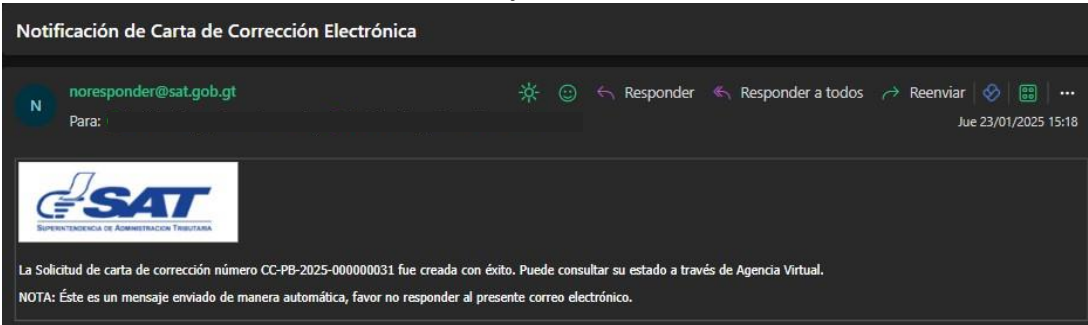 Notificación de Carta de Corrección Electrónica
N
noresponder@sat.gob.gt
Responder
Responder a todos
Reenviar
Para:
Jue 23/01/2025 15:18
SAT
SUPERINTENDENCIA DE ADMINISTRACION TRIBUTARIA
La Solicitud de carta de corrección número CC-PB-2025-000000031 fue creada con éxito. Puede consultar su estado a través de Agencia Virtual.
NOTA: Éste es un mensaje enviado de manera automática, favor no responder al presente correo electrónico.